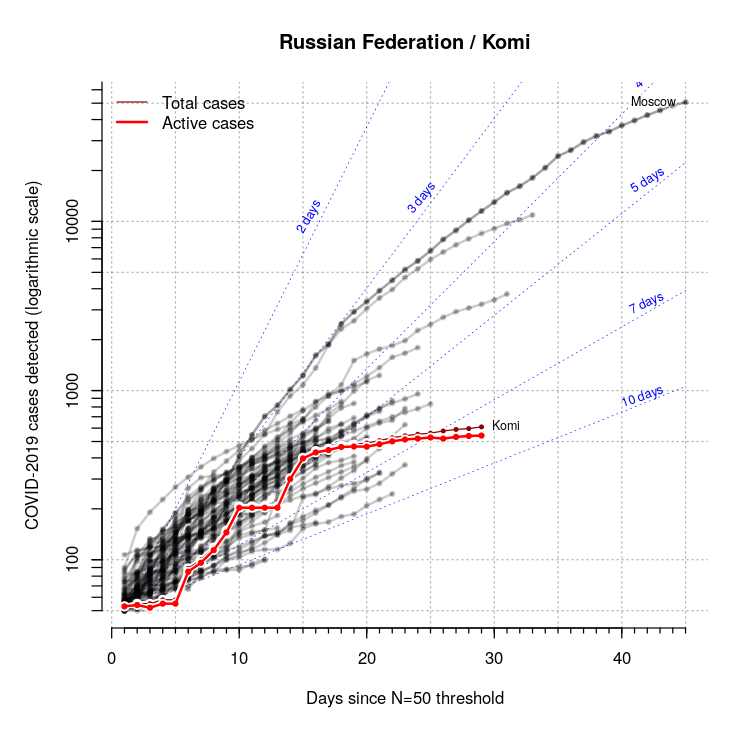 Russian Federation / Komi
Total cases
Active cases
Moscow
2 days
3 days
4
5 days
7 days
10 days
Komi
COVID-2019 cases detected (logarithmic scale)
10000
1000
100
0 10 20 30 40
Days since N=50 threshold